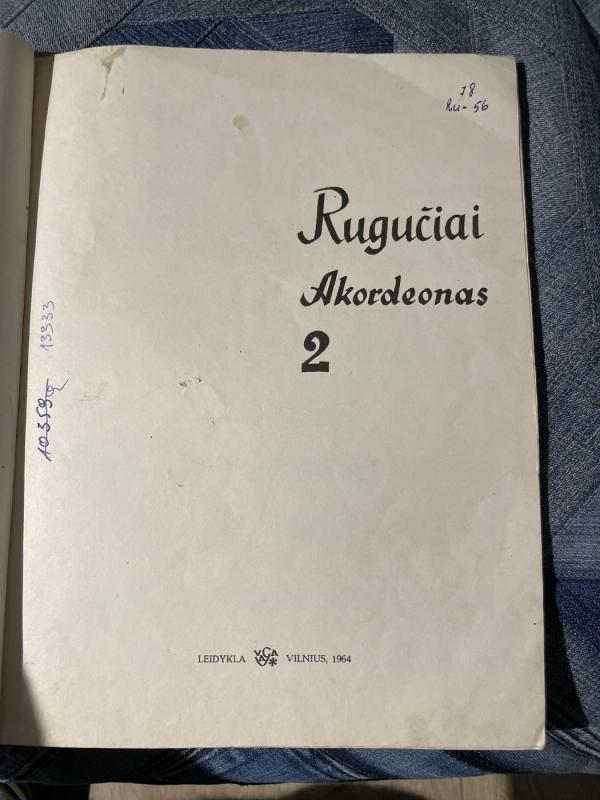 78
Ru-56
Rugučiai
Akordeonas
2
13333
10359
LEIDYKLA VAGA VILNIUS, 1964